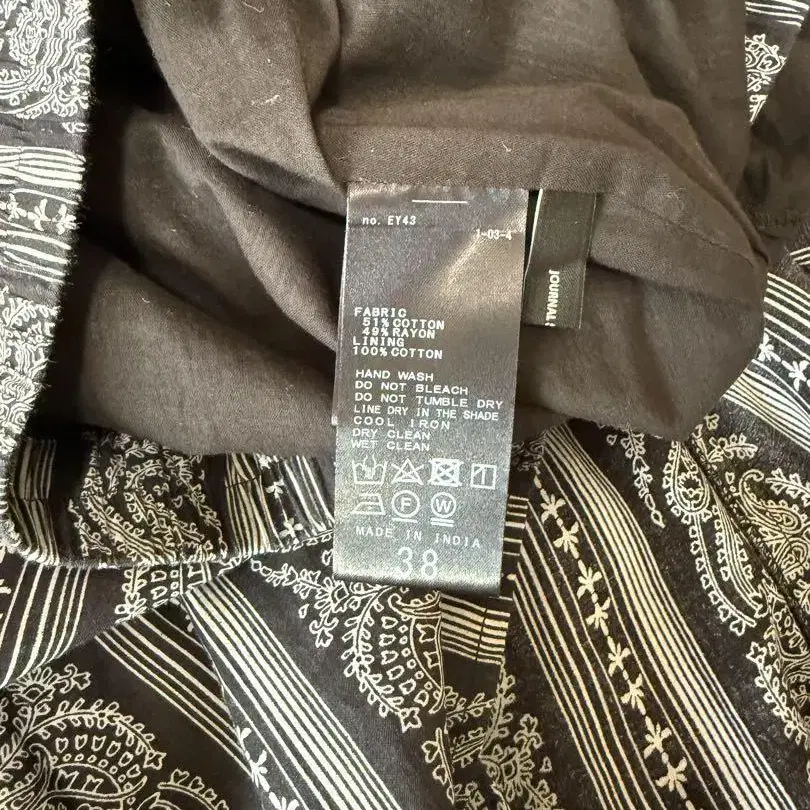 no. EY43
1-03-4
JOURNAL
FABRIC
51% COTTON
49% RAYON
LINING
100% COTTON
HAND WASH
DO NOT BLEACH
DO NOT TUMBLE DRY
LINE DRY IN THE SHADE
COOL IRON
DRY CLEAN
WET CLEAN
F
W
MADE IN INDIA
38